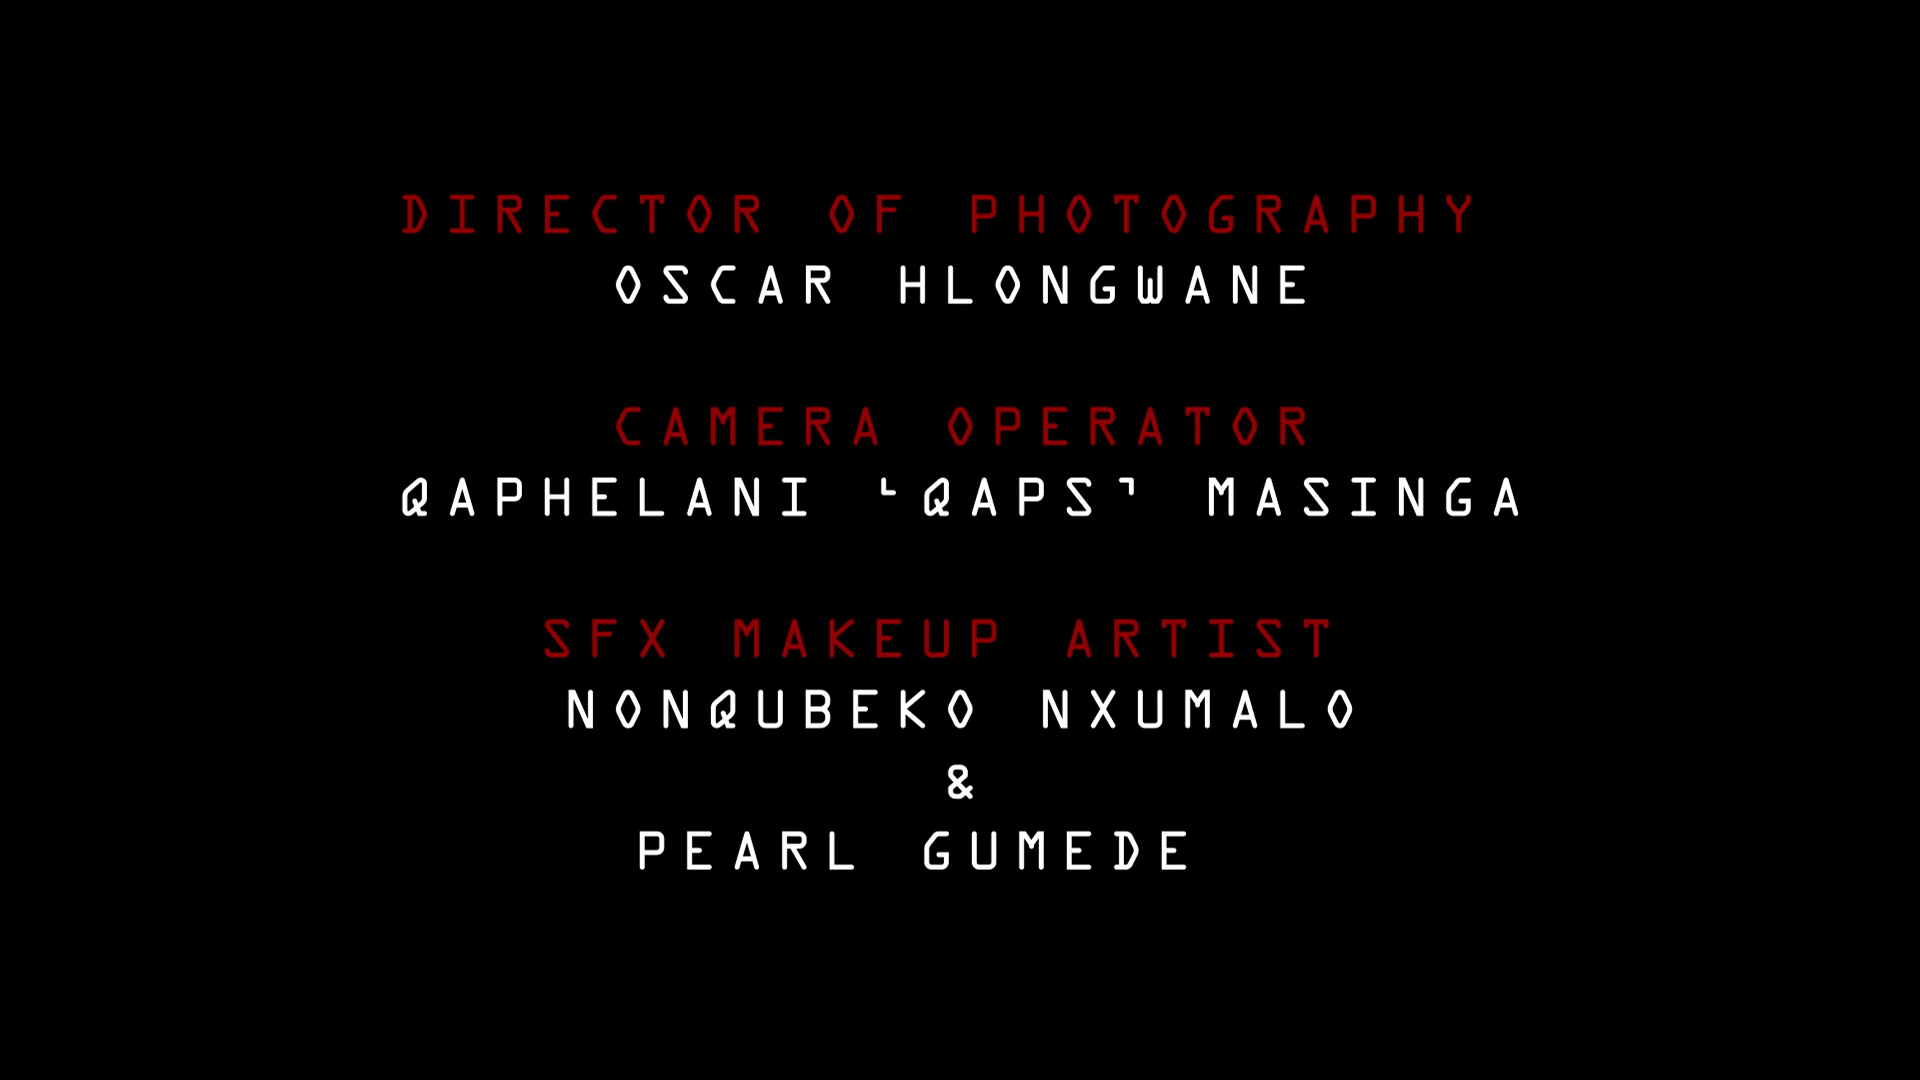 DIRECTOR OF PHOTOGRAPHY
OSCAR HLONGWANE
CAMERA OPERATOR
QAPHELANI ‘QAPS’ MASINGA
SFX MAKEUP ARTIST
NONQUBEKO NXUMALO
&
PEARL GUMEDE